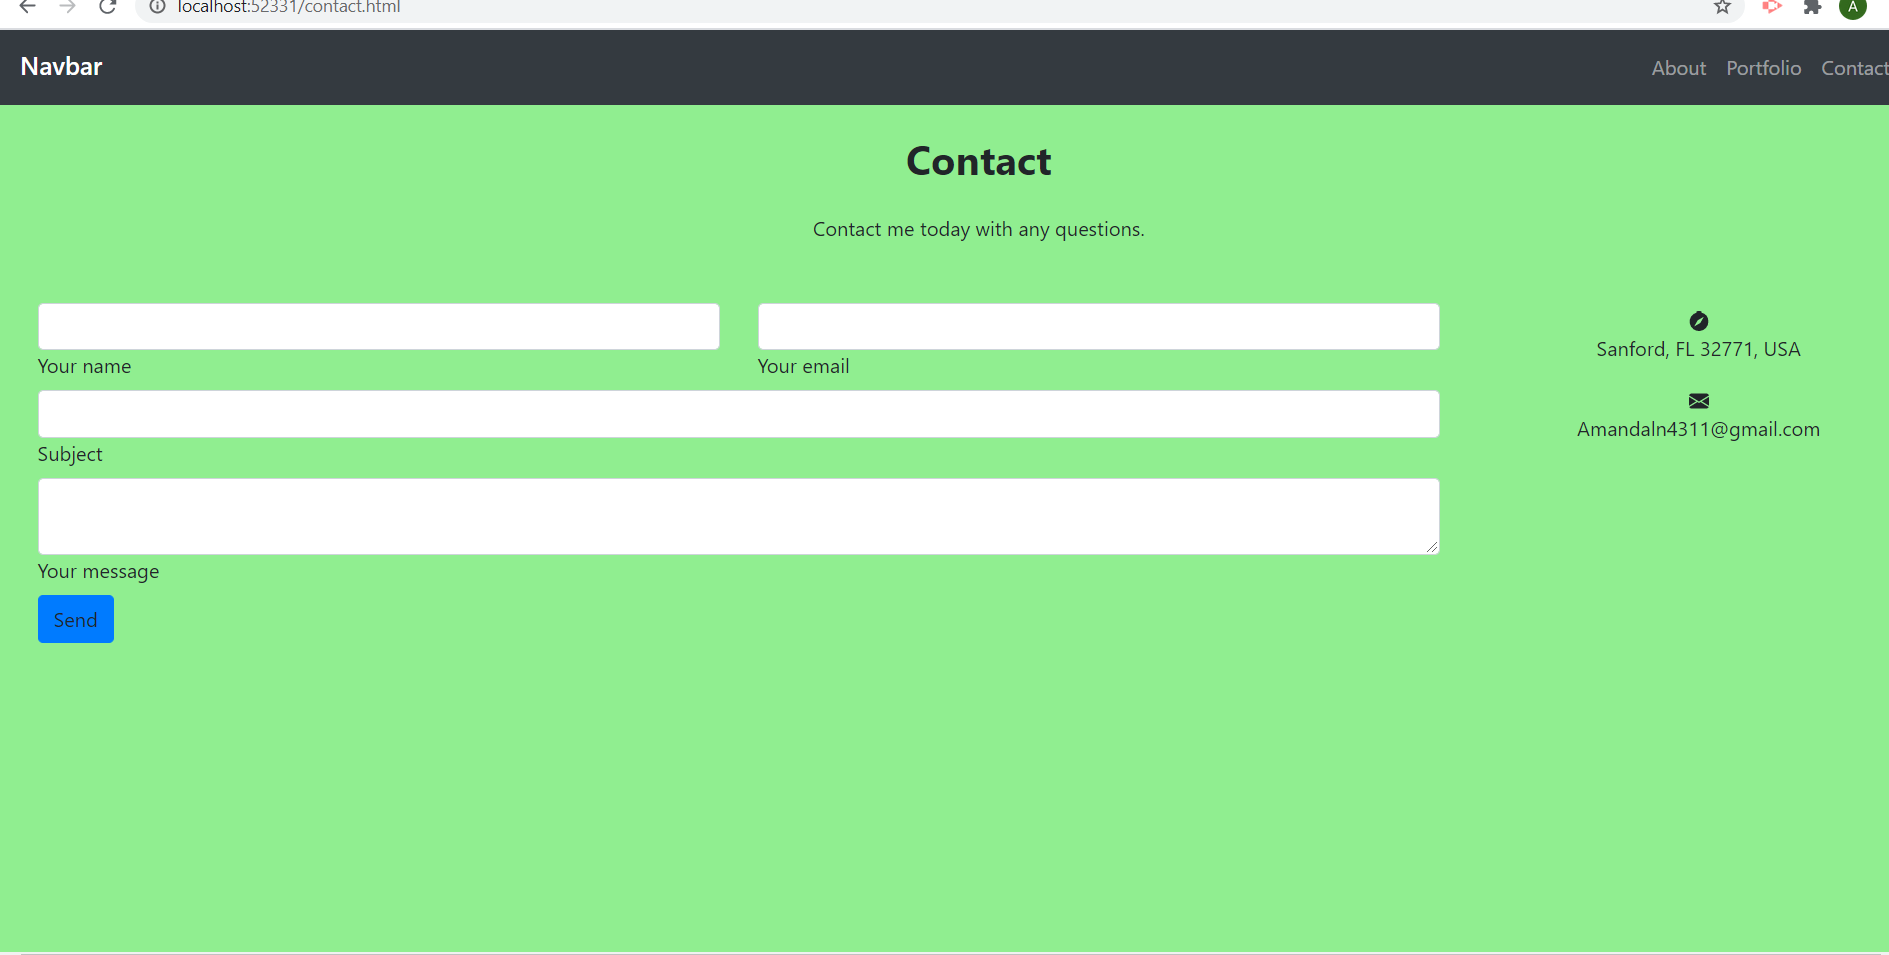 localhost:52331/contact.html
A
Navbar
About Portfolio Contact
Contact
Contact me today with any questions.
Your name
Your email
Sanford, FL 32771, USA
Subject
Amandaln4311@gmail.com
Your message
Send